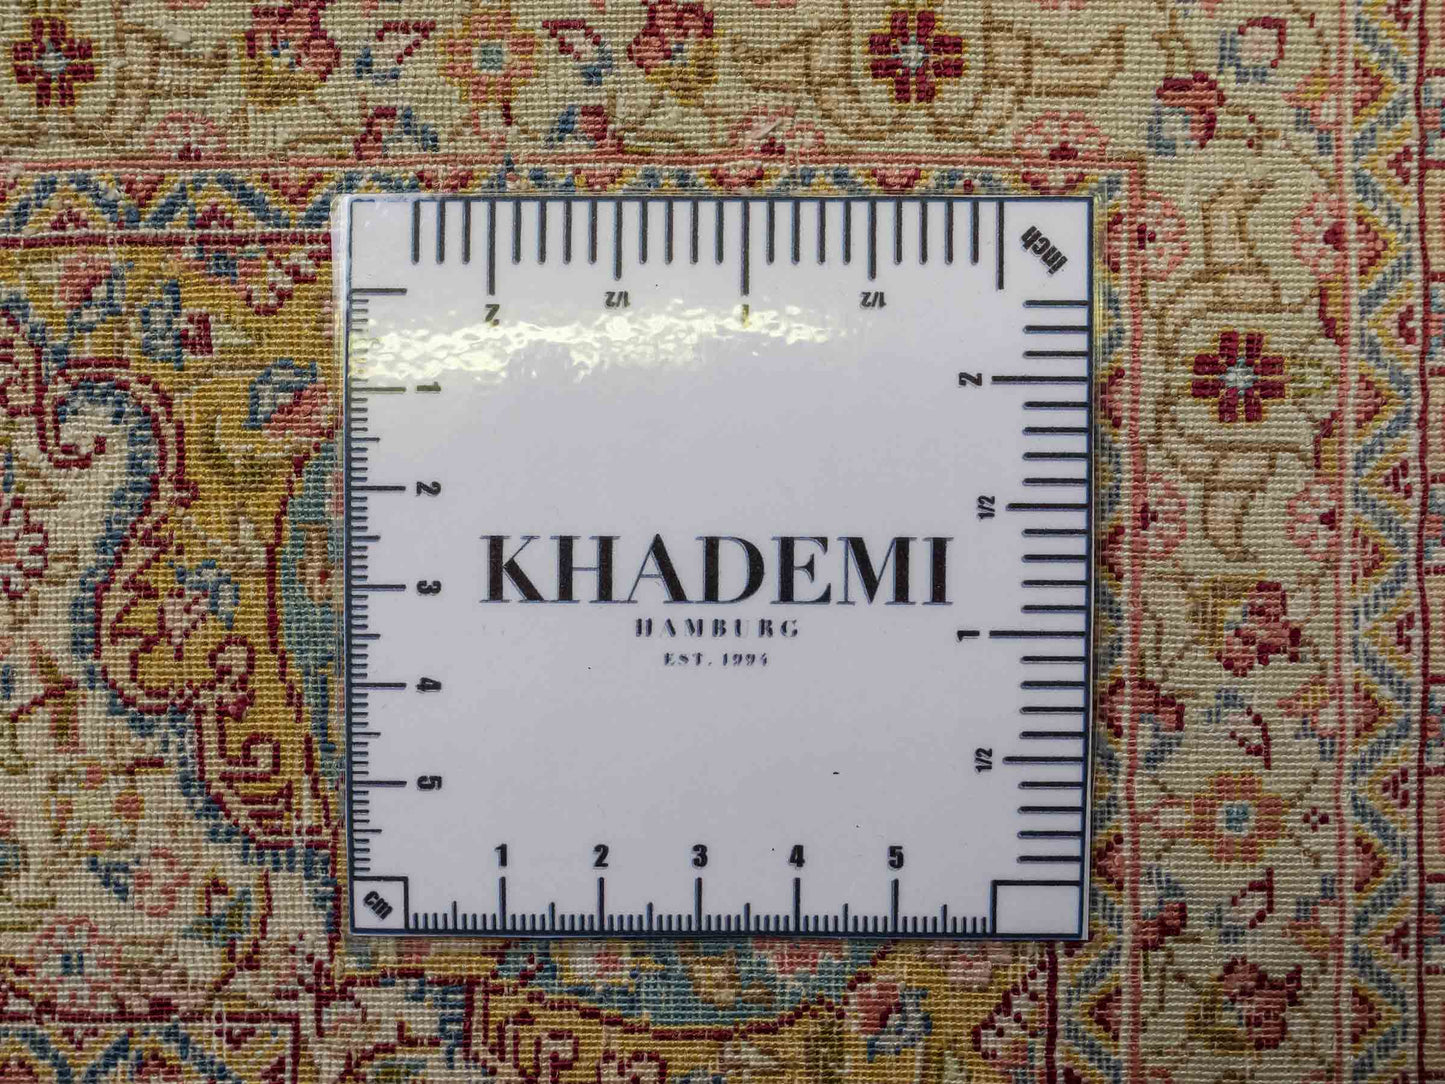 inch
2 1/2 1 1/2
1
2
3
4
5
2
1/2
1
1/2
KHADEMI
HAMBURG
EST. 1994
1 2 3 4 5
cm